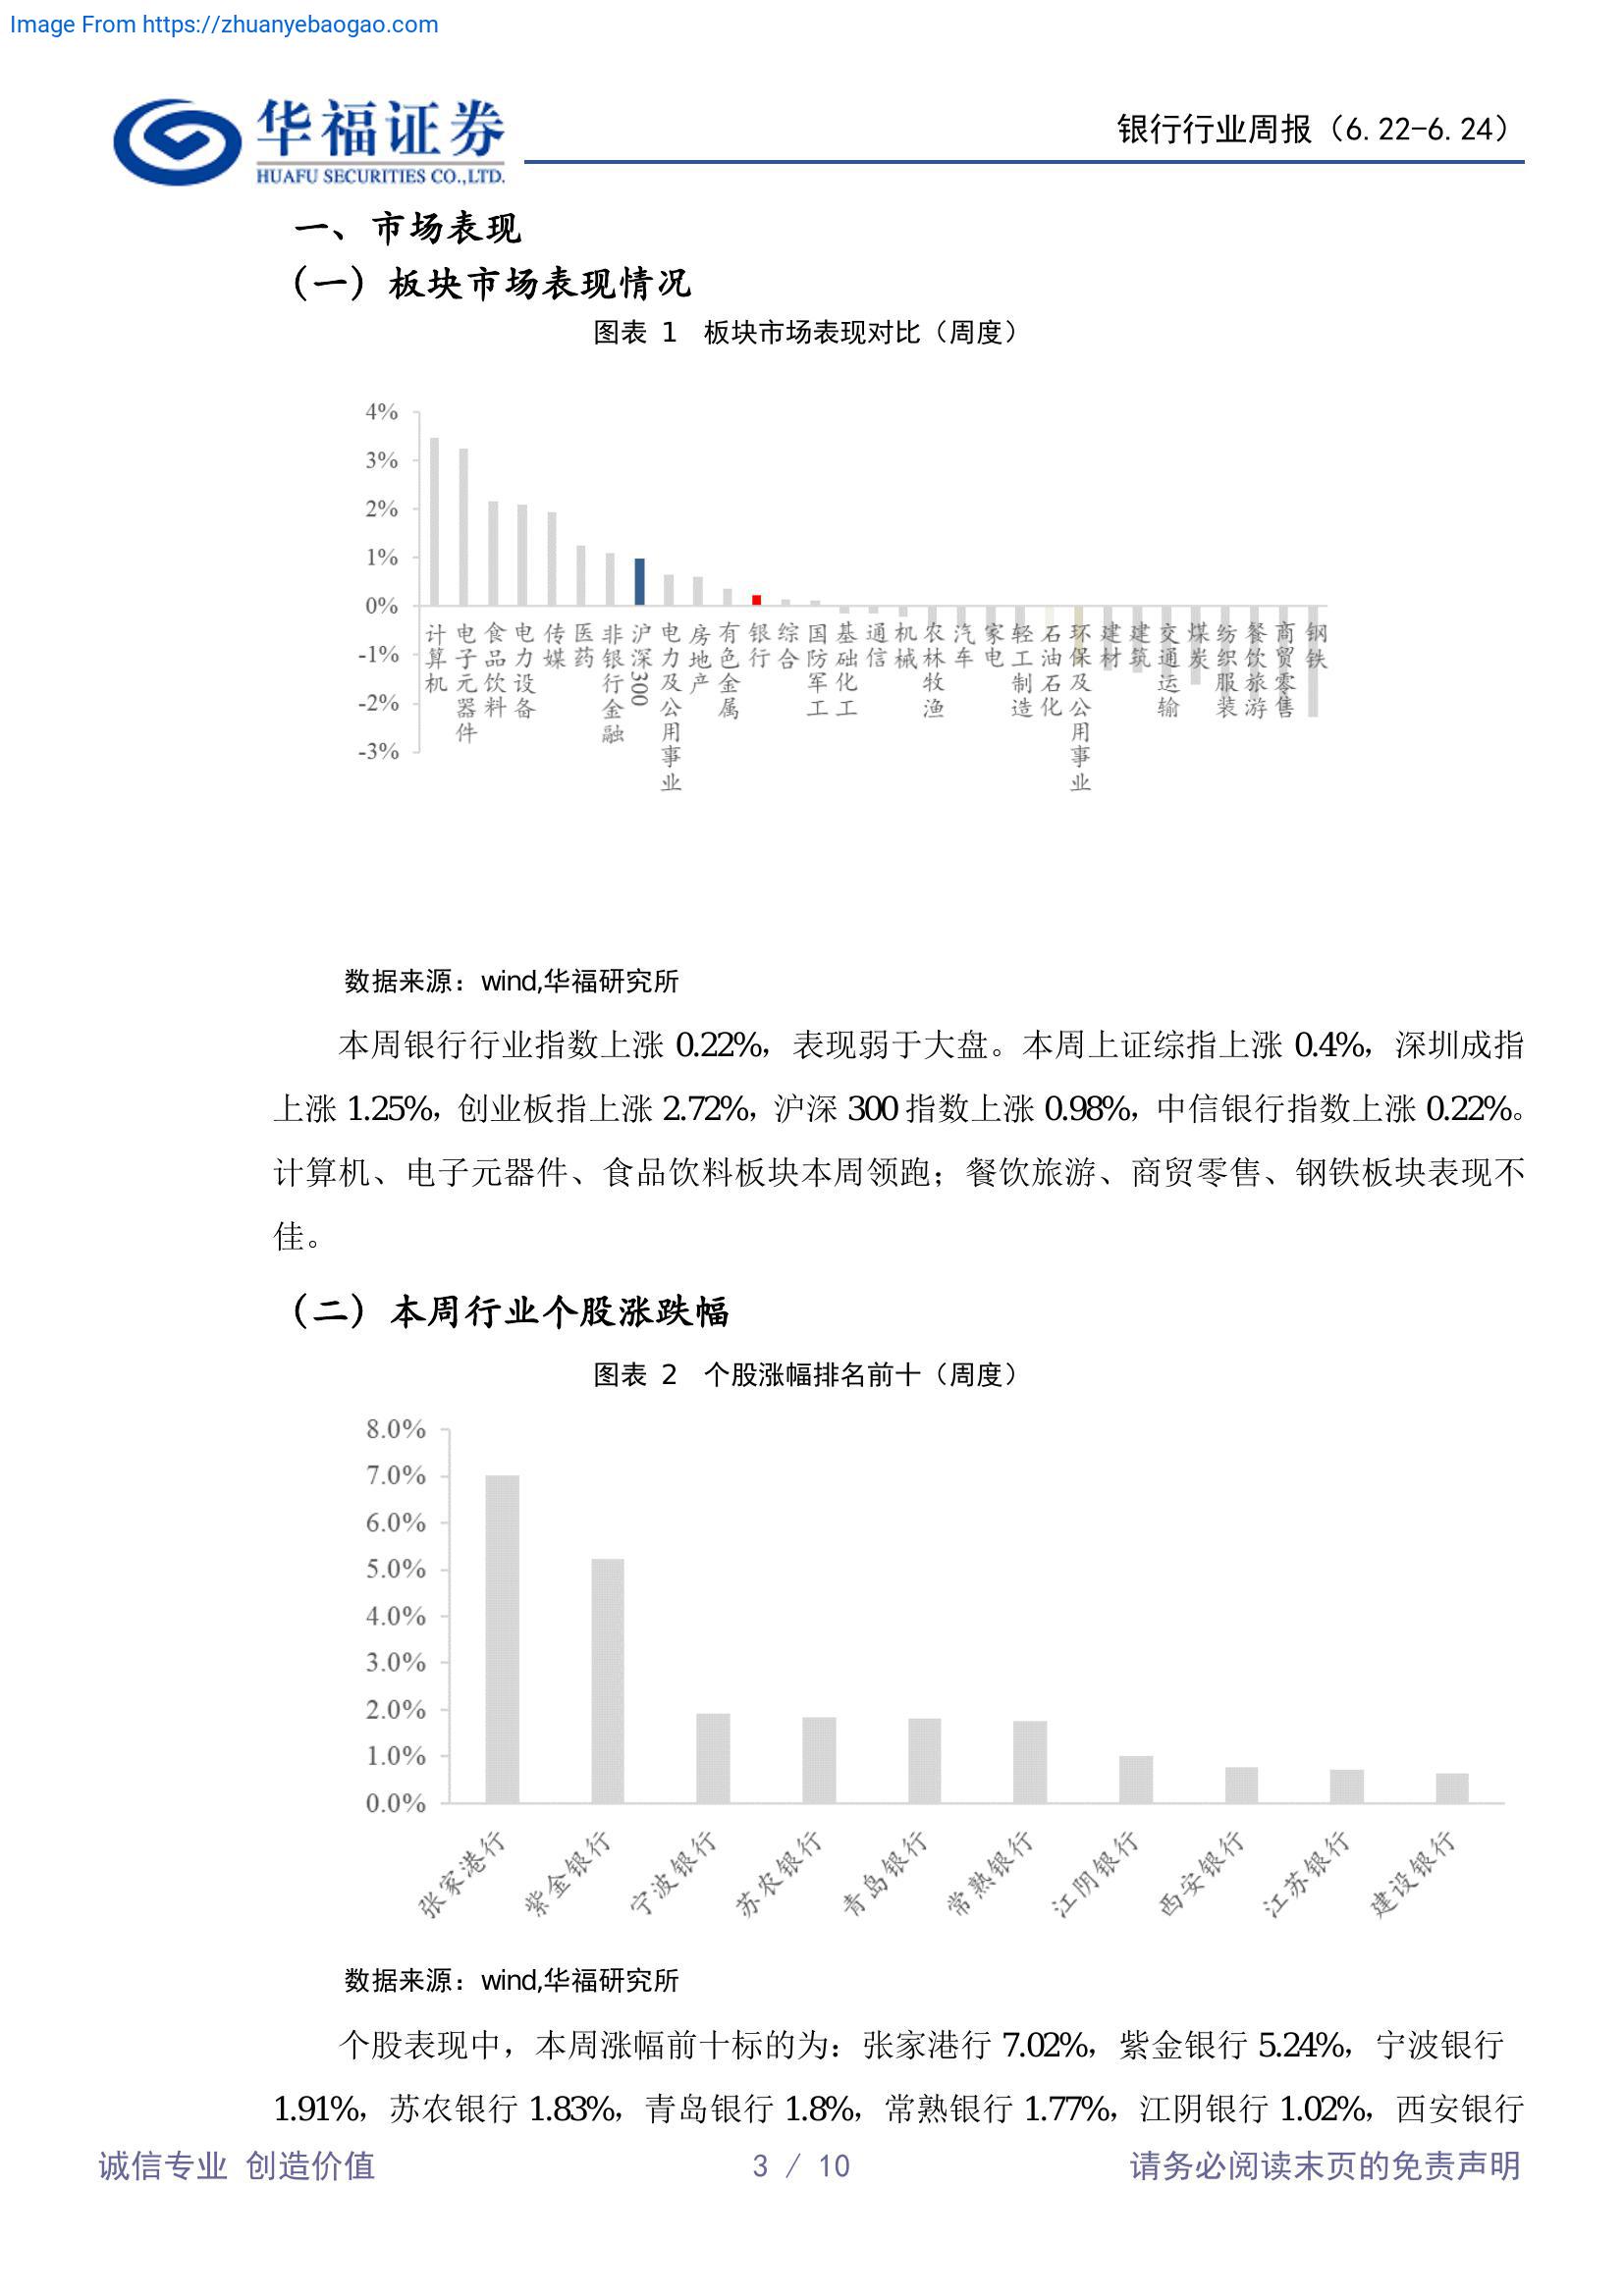 Image From https://zhuanyebaogao.com
华福证券
HUAFU SECURITIES CO.,LTD.
银行行业周报（6.22-6.24）
一、市场表现
（一）板块市场表现情况
图表 1 板块市场表现对比（周度）
4%
3%
2%
1%
0%
-1%
-2%
-3%
计算机
电子元器件
食品饮料
电力设备
传媒
医药
非银行金融
沪深300
电力及公用事业
房地产
有色金属
银行
综合
国防军工
基础化工
通信
机械
农林牧渔
汽车
家电
轻工制造
石油石化
环保及公用事业
建材
建筑
交通运输
煤炭
纺织服装
餐饮旅游
商贸零售
钢铁
数据来源：wind,华福研究所
本周银行行业指数上涨 0.22%，表现弱于大盘。本周上证综指上涨 0.4%，深圳成指
上涨 1.25%，创业板指上涨 2.72%，沪深 300 指数上涨 0.98%，中信银行指数上涨 0.22%。
计算机、电子元器件、食品饮料板块本周领跑；餐饮旅游、商贸零售、钢铁板块表现不
佳。
（二）本周行业个股涨跌幅
图表 2 个股涨幅排名前十（周度）
8.0%
7.0%
6.0%
5.0%
4.0%
3.0%
2.0%
1.0%
0.0%
张家港行
紫金银行
宁波银行
苏农银行
青岛银行
常熟银行
江阴银行
西安银行
江苏银行
建设银行
数据来源：wind,华福研究所
个股表现中，本周涨幅前十标的为：张家港行 7.02%，紫金银行 5.24%，宁波银行
1.91%，苏农银行 1.83%，青岛银行 1.8%，常熟银行 1.77%，江阴银行 1.02%，西安银行
诚信专业 创造价值
3 / 10
请务必阅读末页的免责声明